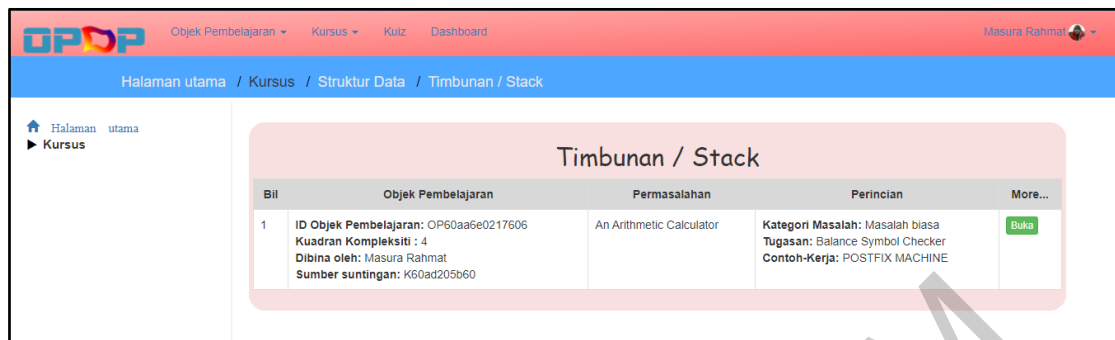 OPOP Objek Pembelajaran Kursus Kuiz Dashboard Masura Rahmat
Halaman utama / Kursus / Struktur Data / Timbunan / Stack
Halaman utama
Kursus
Timbunan / Stack
Bil Objek Pembelajaran Permasalahan Perincian More...
1 ID Objek Pembelajaran: OP60aa6e0217606 An Arithmetic Calculator Kategori Masalah: Masalah biasa Buka
Kuadran Kompleksiti : 4 Tugasan: Balance Symbol Checker
Dibina oleh: Masura Rahmat Contoh-Kerja: POSTFIX MACHINE
Sumber suntingan: K60ad205b60